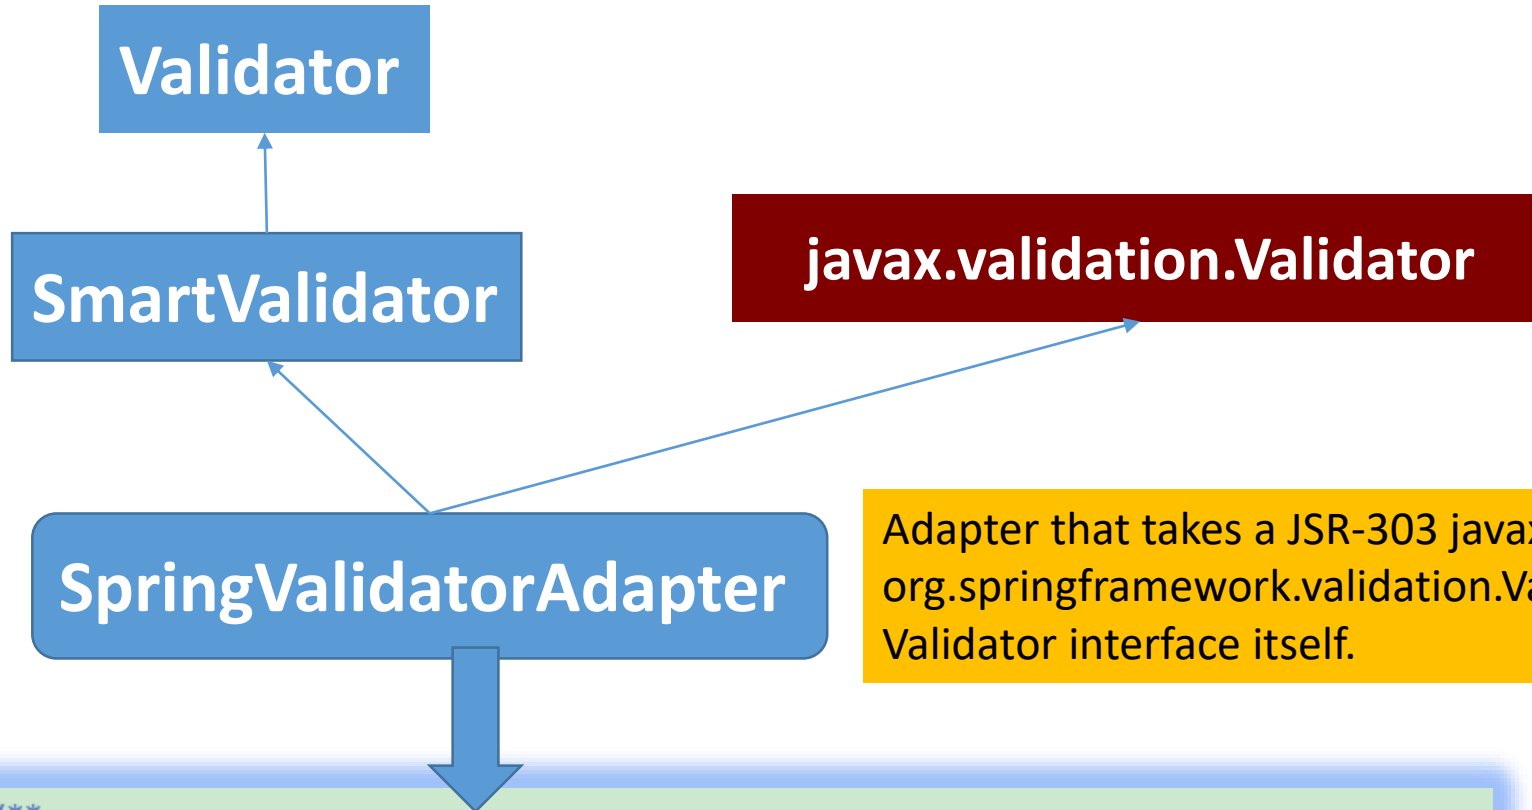 Validator
SmartValidator
javax.validation.Validator
SpringValidatorAdapter
Adapter that takes a JSR-303 javax
org.springframework.validation.Va
Validator interface itself.
/**